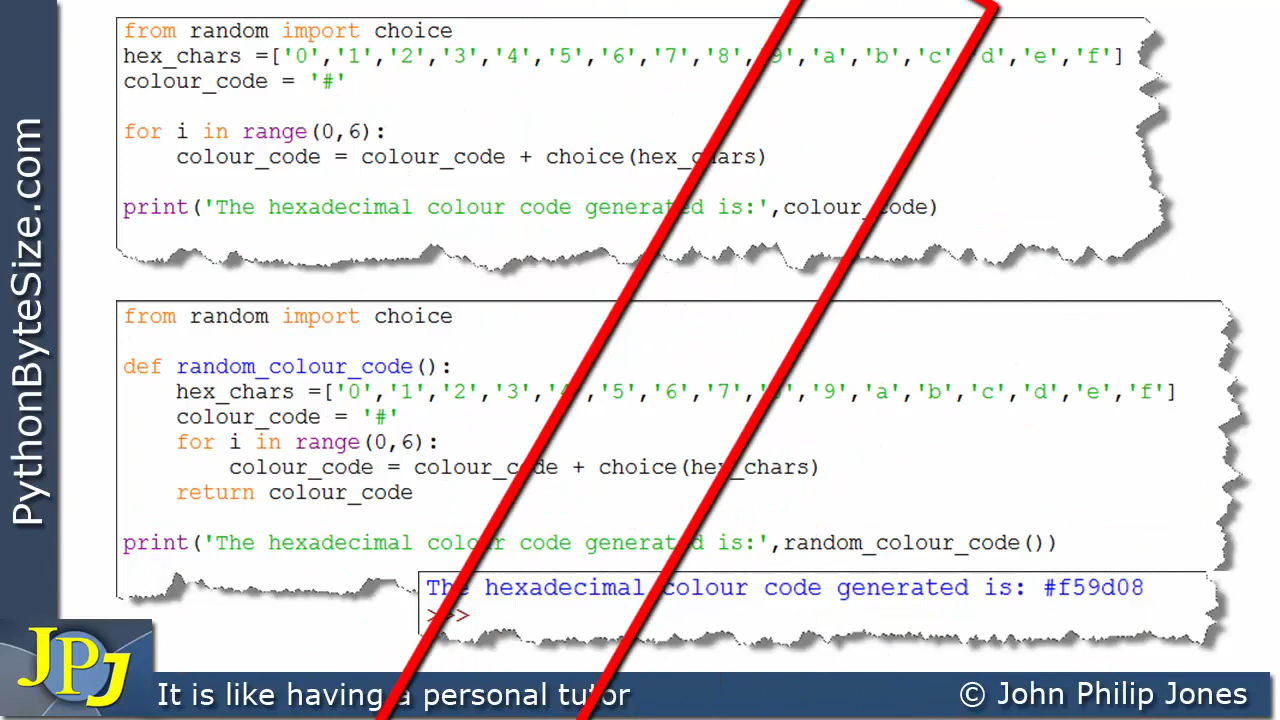 from random import choice
hex_chars =['0','1','2','3','4','5','6','7','8','9','a','b','c','d','e','f']
colour_code = '#'
for i in range(0,6):
colour_code = colour_code + choice(hex_chars)
print('The hexadecimal colour code generated is:',colour_code)
from random import choice
def random_colour_code():
hex_chars =['0','1','2','3','4','5','6','7','8','9','a','b','c','d','e','f']
colour_code = '#'
for i in range(0,6):
colour_code = colour_code + choice(hex_chars)
return colour_code
print('The hexadecimal colour code generated is:',random_colour_code())
The hexadecimal colour code generated is: #f59d08
>>>
PythonByteSize.com
JPJ
It is like having a personal tutor
© John Philip Jones